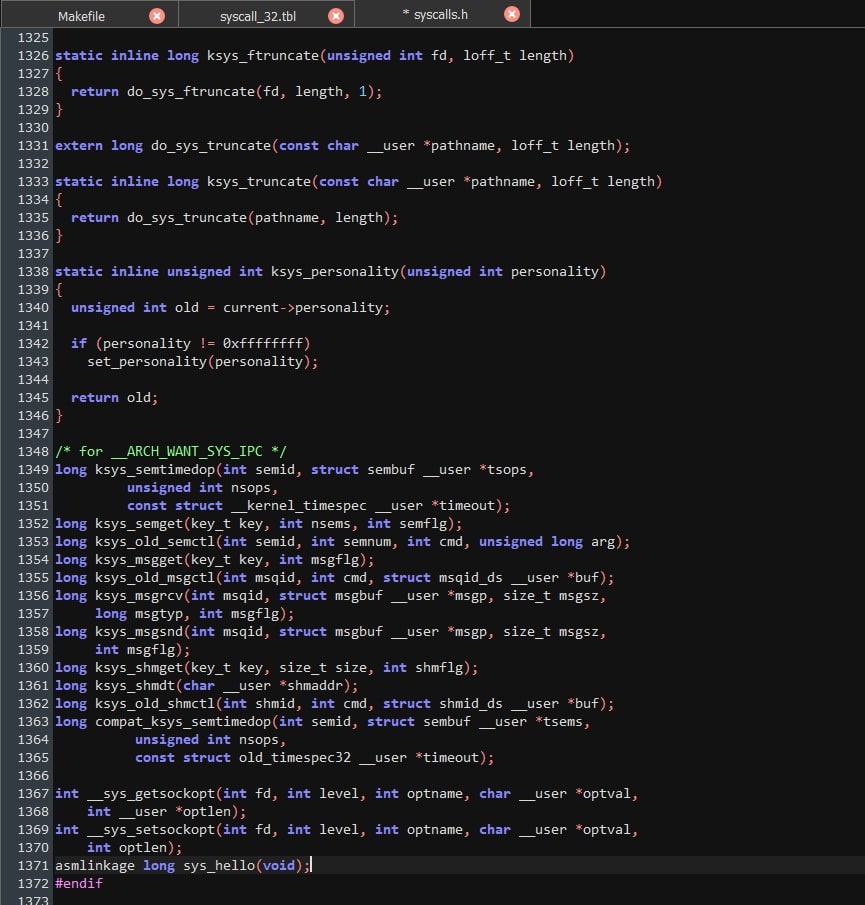 Makefile syscall_32.tbl * syscalls.h
1325
1326 static inline long ksys_ftruncate(unsigned int fd, loff_t length)
1327 {
1328   return do_sys_ftruncate(fd, length, 1);
1329 }
1330
1331 extern long do_sys_truncate(const char __user *pathname, loff_t length);
1332
1333 static inline long ksys_truncate(const char __user *pathname, loff_t length)
1334 {
1335   return do_sys_truncate(pathname, length);
1336 }
1337
1338 static inline unsigned int ksys_personality(unsigned int personality)
1339 {
1340   unsigned int old = current->personality;
1341
1342   if (personality != 0xffffffff)
1343     set_personality(personality);
1344
1345   return old;
1346 }
1347
1348 /* for __ARCH_WANT_SYS_IPC */
1349 long ksys_semtimedop(int semid, struct sembuf __user *tsops,
1350          unsigned int nsops,
1351          const struct __kernel_timespec __user *timeout);
1352 long ksys_semget(key_t key, int nsems, int semflg);
1353 long ksys_old_semctl(int semid, int semnum, int cmd, unsigned long arg);
1354 long ksys_msgget(key_t key, int msgflg);
1355 long ksys_old_msgctl(int msqid, int cmd, struct msqid_ds __user *buf);
1356 long ksys_msgrcv(int msqid, struct msgbuf __user *msgp, size_t msgsz,
1357      long msgtyp, int msgflg);
1358 long ksys_msgsnd(int msqid, struct msgbuf __user *msgp, size_t msgsz,
1359      int msgflg);
1360 long ksys_shmget(key_t key, size_t size, int shmflg);
1361 long ksys_shmdt(char __user *shmaddr);
1362 long ksys_old_shmctl(int shmid, int cmd, struct shmid_ds __user *buf);
1363 long compat_ksys_semtimedop(int semid, struct sembuf __user *tsems,
1364           unsigned int nsops,
1365           const struct old_timespec32 __user *timeout);
1366
1367 int __sys_getsockopt(int fd, int level, int optname, char __user *optval,
1368     int __user *optlen);
1369 int __sys_setsockopt(int fd, int level, int optname, char __user *optval,
1370     int optlen);
1371 asmlinkage long sys_hello(void);
1372 #endif
1373